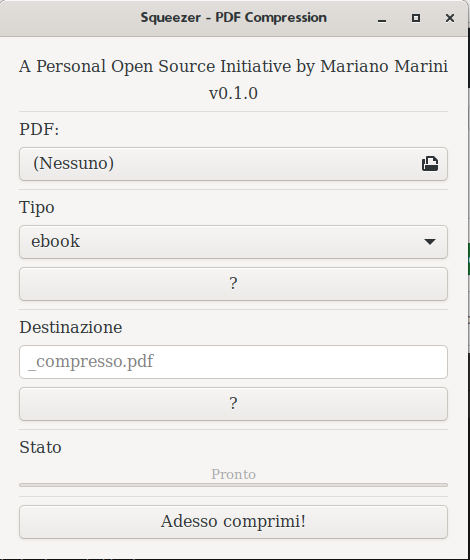 Squeezer - PDF Compression
A Personal Open Source Initiative by Mariano Marini
v0.1.0
PDF:
(Nessuno)
Tipo
ebook
?
Destinazione
_compresso.pdf
?
Stato
Pronto
Adesso comprimi!